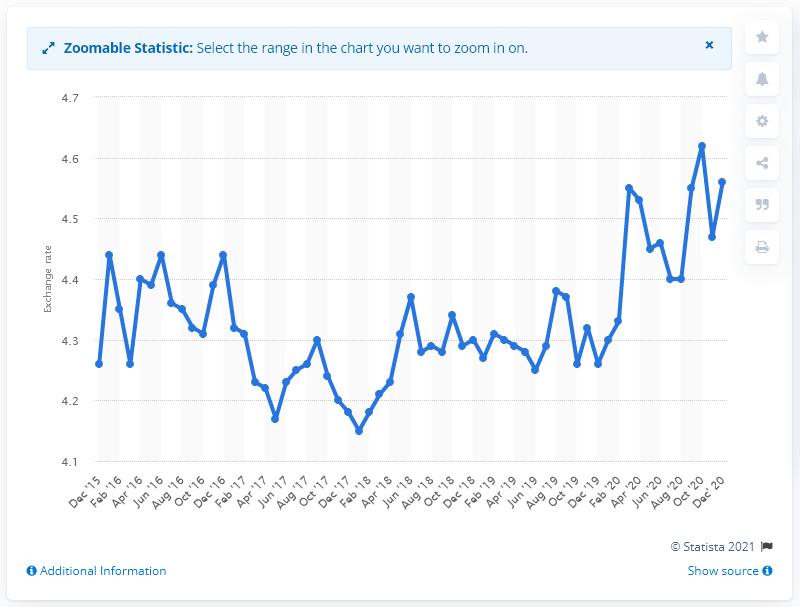 Zoomable Statistic: Select the range in the chart you want to zoom in on.
×
4.7
4.6
4.5
4.4
4.3
4.2
4.1
Exchange rate
Dec '15
Feb '16
Apr '16
Jun '16
Aug '16
Oct '16
Dec '16
Feb '17
Apr '17
Jun '17
Aug '17
Oct '17
Dec '17
Feb '18
Apr '18
Jun '18
Aug '18
Oct '18
Dec '18
Feb '19
Apr '19
Jun '19
Aug '19
Oct '19
Dec '19
Feb '20
Apr '20
Jun '20
Aug '20
Oct '20
Dec' 20
© Statista 2021
Additional Information
Show source